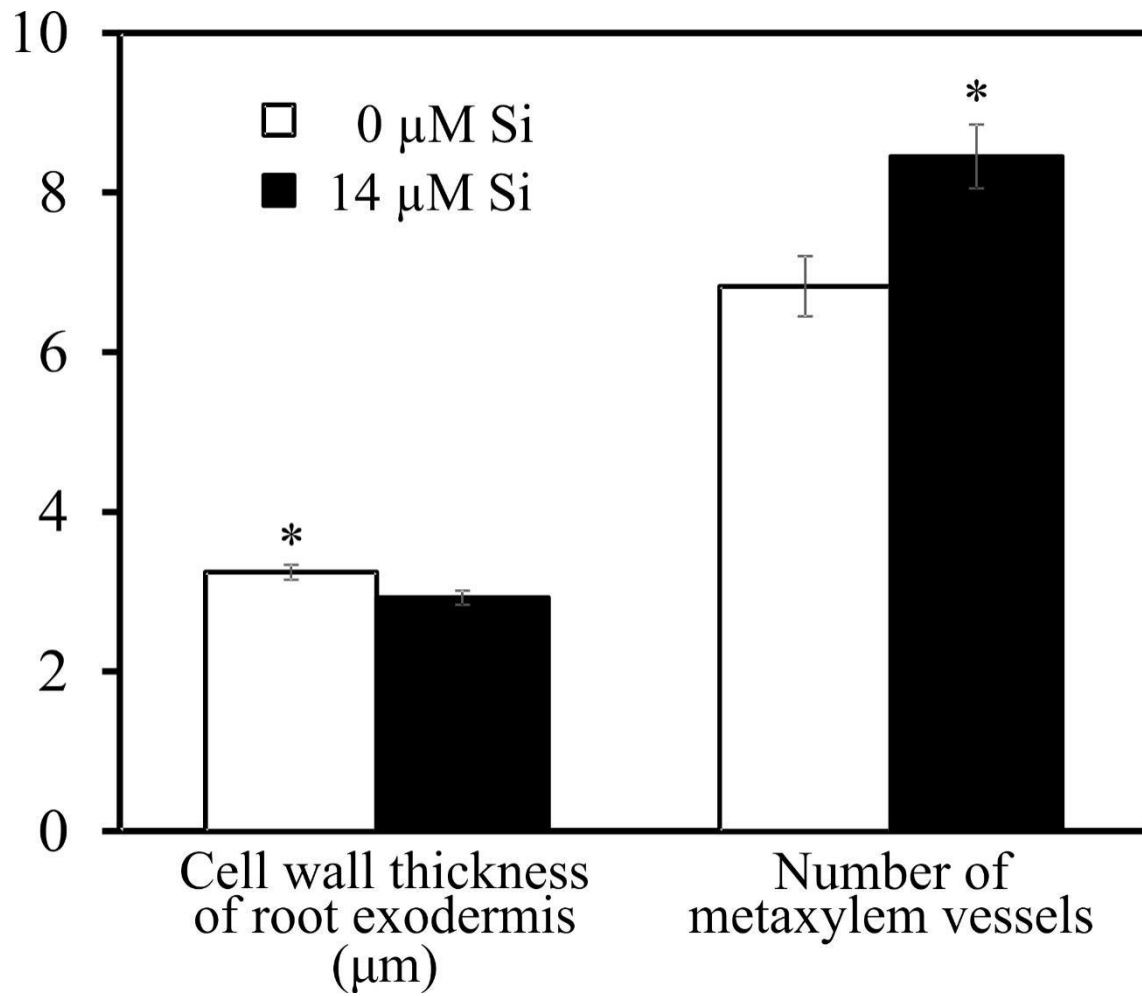 10
0 µM Si
*
8
14 µM Si
6
4
*
2
0
Cell wall thickness
of root exodermis
(µm)
Number of
metaxylem vessels